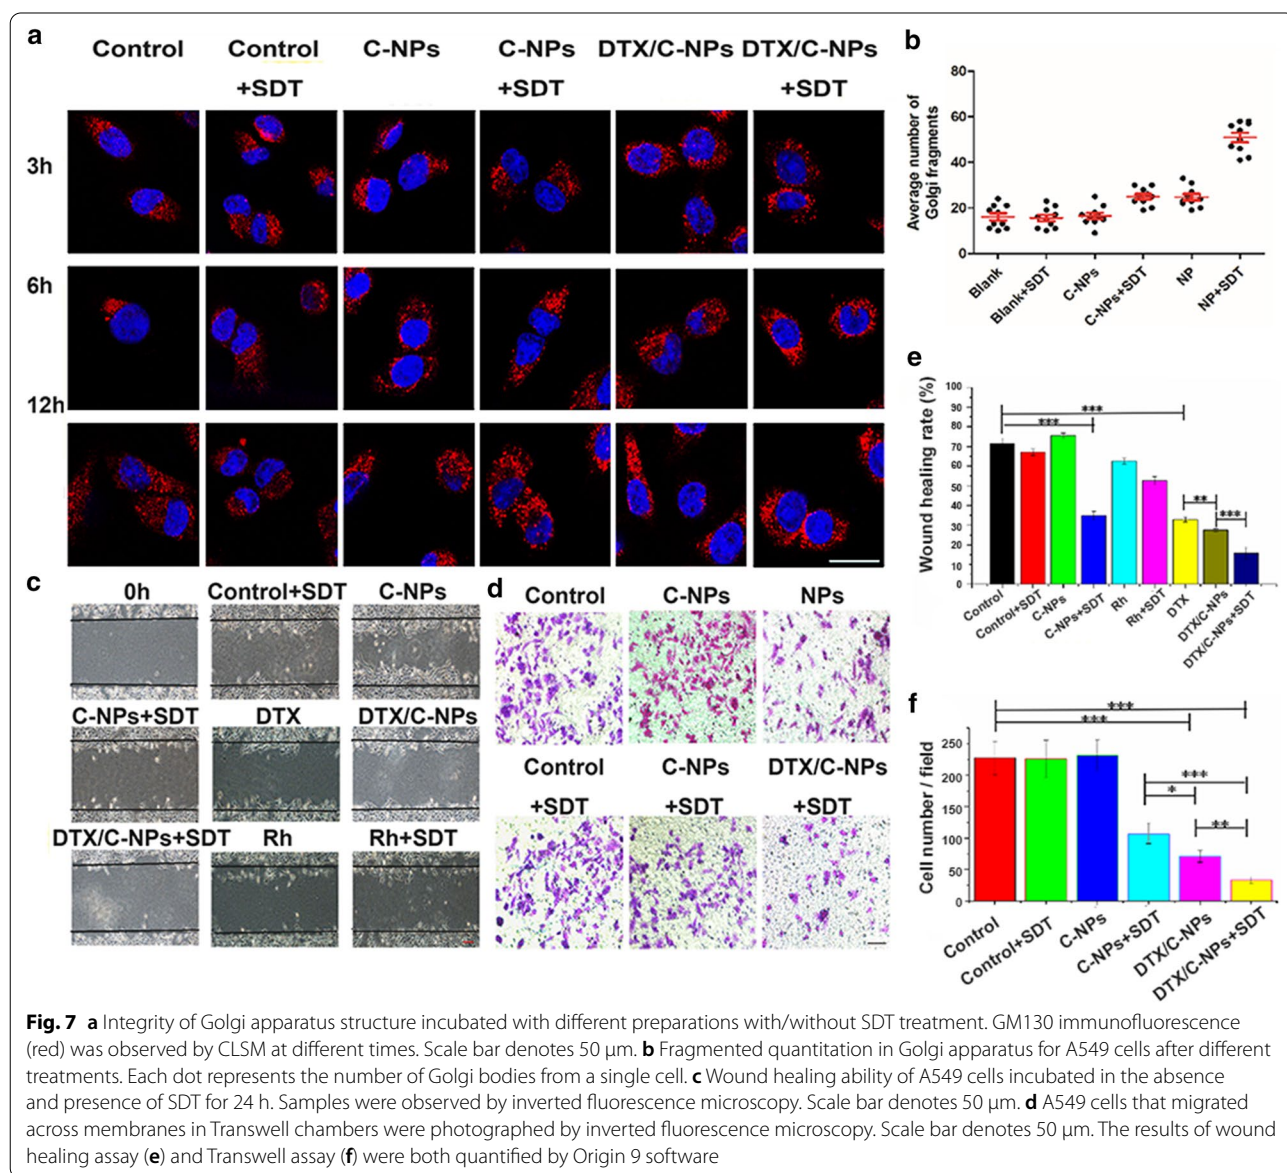 a
Control
Control
+SDT
C-NPs
C-NPs
+SDT
DTX/C-NPs
DTX/C-NPs
+SDT
3h
6h
12h
b
Average number of
Golgi fragments
80
60
40
20
0
Blank
Blank+SDT
C-NPs
C-NPs+SDT
NP
NP+SDT
c
0h
Control+SDT
C-NPs
C-NPs+SDT
DTX
DTX/C-NPs
DTX/C-NPs+SDT
Rh
Rh+SDT
d
Control
C-NPs
NPs
Control
+SDT
C-NPs
+SDT
DTX/C-NPs
+SDT
e
Wound healing rate (%)
100
90
80
70
60
50
40
30
20
10
0
***
***
**
***
Control
Control+SDT
C-NPs
C-NPs+SDT
Rh
Rh+SDT
DTX
DTX/C-NPs
DTX/C-NPs+SDT
f
Cell number / field
250
200
150
100
50
0
***
***
***
*
**
Control
Control+SDT
C-NPs
C-NPs+SDT
DTX/C-NPs
DTX/C-NPs+SDT
Fig. 7 a Integrity of Golgi apparatus structure incubated with different preparations with/without SDT treatment. GM130 immunofluorescence
(red) was observed by CLSM at different times. Scale bar denotes 50 μm. b Fragmented quantitation in Golgi apparatus for A549 cells after different
treatments. Each dot represents the number of Golgi bodies from a single cell. c Wound healing ability of A549 cells incubated in the absence
and presence of SDT for 24 h. Samples were observed by inverted fluorescence microscopy. Scale bar denotes 50 μm. d A549 cells that migrated
across membranes in Transwell chambers were photographed by inverted fluorescence microscopy. Scale bar denotes 50 μm. The results of wound
healing assay (e) and Transwell assay (f) were both quantified by Origin 9 software